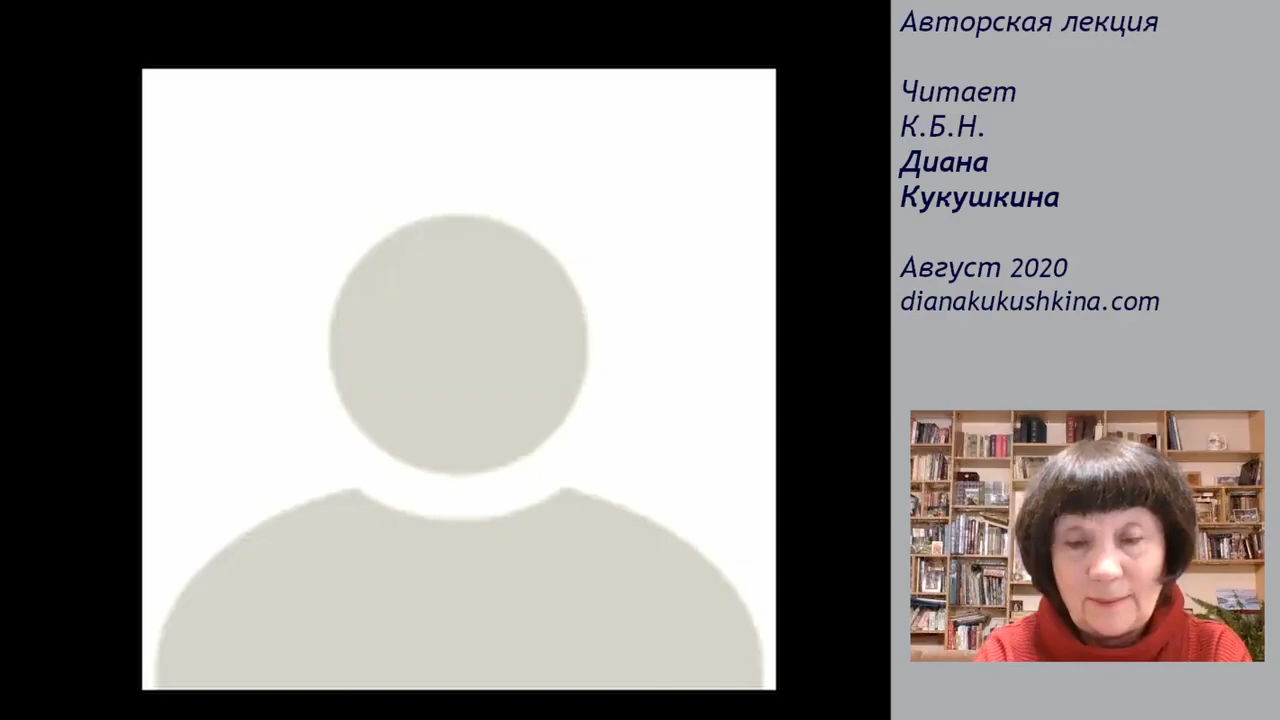 Авторская лекция
Читает
К.Б.Н.
Диана
Кукушкина
Август 2020
dianakukushkina.com